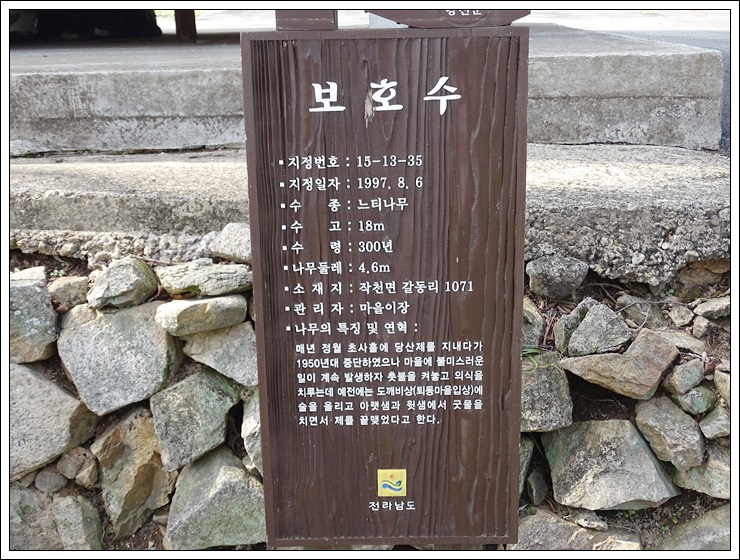 보호수
▪ 지정번호 : 15-13-35
▪ 지정일자 : 1997. 8. 6
▪ 수 종 : 느티나무
▪ 수 고 : 18m
▪ 수 령 : 300년
▪ 나무둘레 : 4.6m
▪ 소 재 지 : 작천면 갈동리 1071
▪ 관 리 자 : 마을이장
▪ 나무의 특징 및 연혁 :
매년 정월 초사흘에 당산제를 지내다가
1950년대 중단하였으나 마을에 불미스러운
일이 계속 발생하자 촛불을 켜놓고 의식을
치루는데 예전에는 도깨비상(퇴동마을입상)에
술을 올리고 아랫샘과 윗샘에서 굿물을
치면서 제를 끝맺었다고 한다.
전라남도